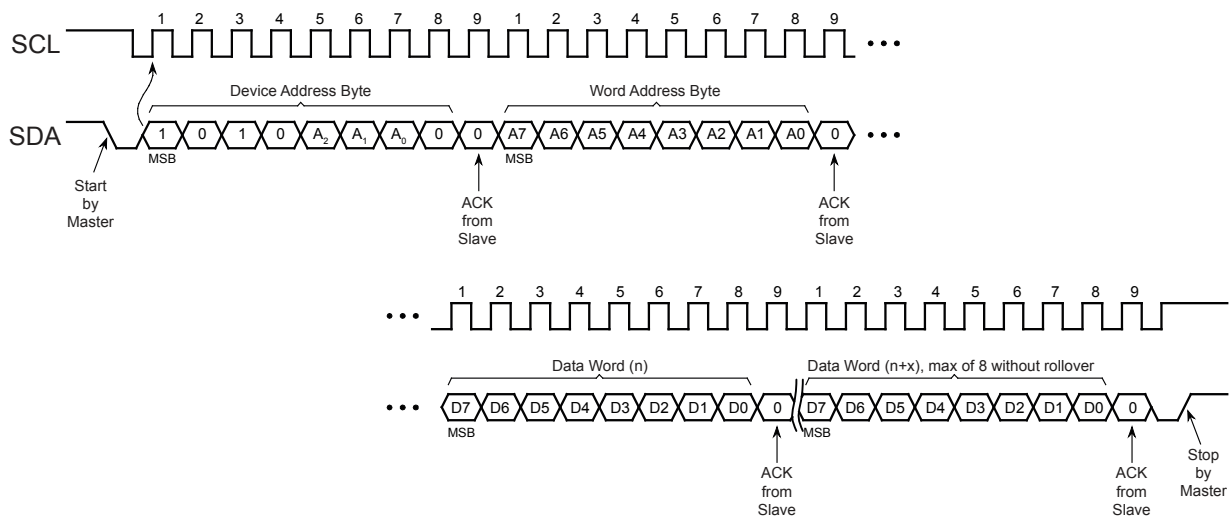 1 2 3 4 5 6 7 8 9 1 2 3 4 5 6 7 8 9
SCL • • •
Device Address Byte Word Address Byte
SDA 1 0 1 0 A2 A1 A0 0 0 A7 A6 A5 A4 A3 A2 A1 A0 0 • • •
MSB MSB
Start by Master
ACK from Slave
ACK from Slave
1 2 3 4 5 6 7 8 9 1 2 3 4 5 6 7 8 9
• • •
Data Word (n) Data Word (n+x), max of 8 without rollover
• • • D7 D6 D5 D4 D3 D2 D1 D0 0 D7 D6 D5 D4 D3 D2 D1 D0 0
MSB MSB
ACK from Slave
ACK from Slave
Stop by Master